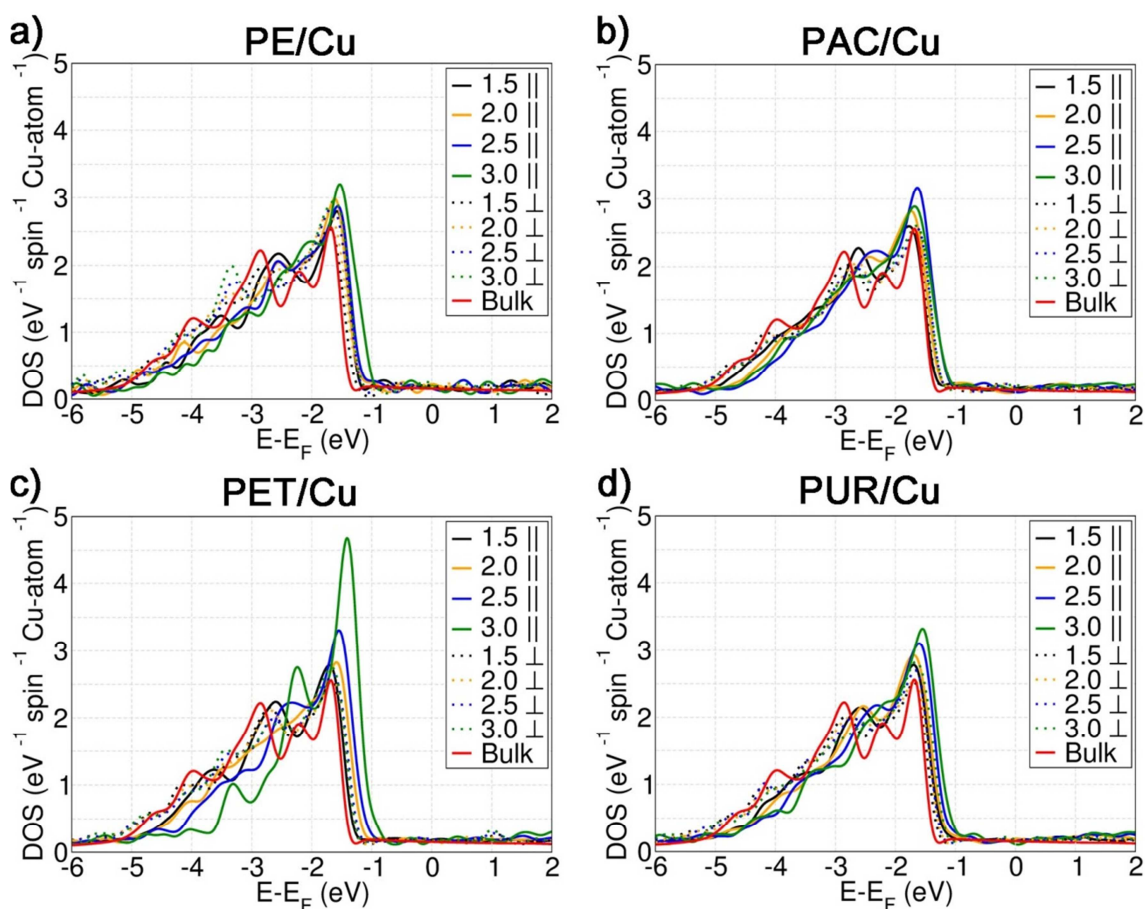 a)
PE/Cu
DOS (eV⁻¹ spin⁻¹ Cu-atom⁻¹)
5
4
3
2
1
0
-6 -5 -4 -3 -2 -1 0 1 2
E-E_F (eV)
1.5 ||
2.0 ||
2.5 ||
3.0 ||
1.5 ⊥
2.0 ⊥
2.5 ⊥
3.0 ⊥
Bulk
b)
PAC/Cu
DOS (eV⁻¹ spin⁻¹ Cu-atom⁻¹)
5
4
3
2
1
0
-6 -5 -4 -3 -2 -1 0 1 2
E-E_F (eV)
1.5 ||
2.0 ||
2.5 ||
3.0 ||
1.5 ⊥
2.0 ⊥
2.5 ⊥
3.0 ⊥
Bulk
c)
PET/Cu
DOS (eV⁻¹ spin⁻¹ Cu-atom⁻¹)
5
4
3
2
1
0
-6 -5 -4 -3 -2 -1 0 1 2
E-E_F (eV)
1.5 ||
2.0 ||
2.5 ||
3.0 ||
1.5 ⊥
2.0 ⊥
2.5 ⊥
3.0 ⊥
Bulk
d)
PUR/Cu
DOS (eV⁻¹ spin⁻¹ Cu-atom⁻¹)
5
4
3
2
1
0
-6 -5 -4 -3 -2 -1 0 1 2
E-E_F (eV)
1.5 ||
2.0 ||
2.5 ||
3.0 ||
1.5 ⊥
2.0 ⊥
2.5 ⊥
3.0 ⊥
Bulk